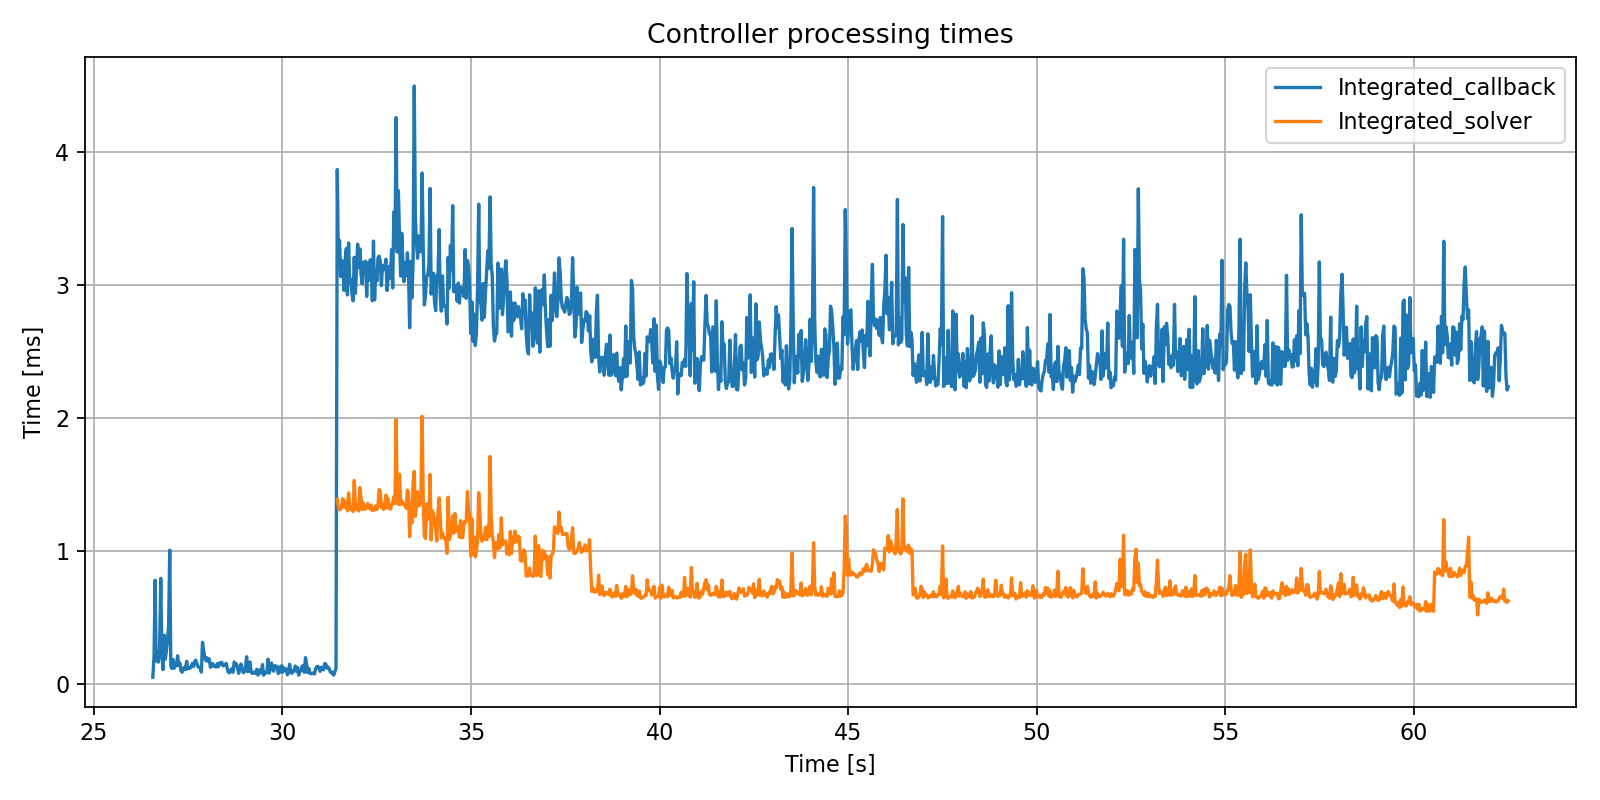 Controller processing times
Integrated_callback
Integrated_solver
Time [ms]
4
3
2
1
0
25 30 35 40 45 50 55 60
Time [s]